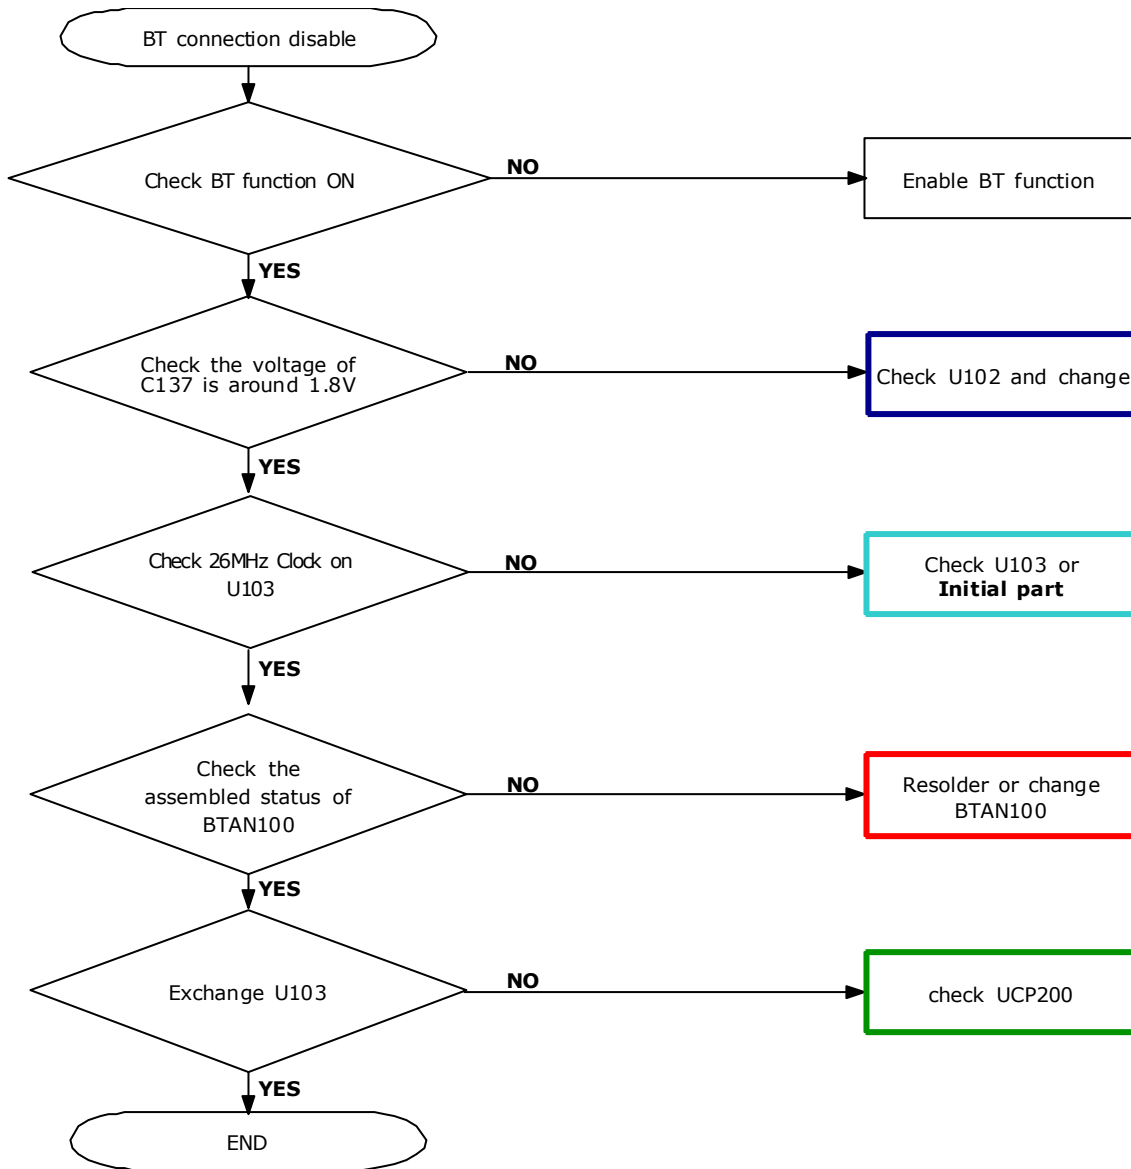 BT connection disable
Check BT function ON
NO
Enable BT function
YES
Check the voltage of
C137 is around 1.8V
NO
Check U102 and change
YES
Check 26MHz Clock on
U103
NO
Check U103 or
Initial part
YES
Check the
assembled status of
BTAN100
NO
Resolder or change
BTAN100
YES
Exchange U103
NO
check UCP200
YES
END